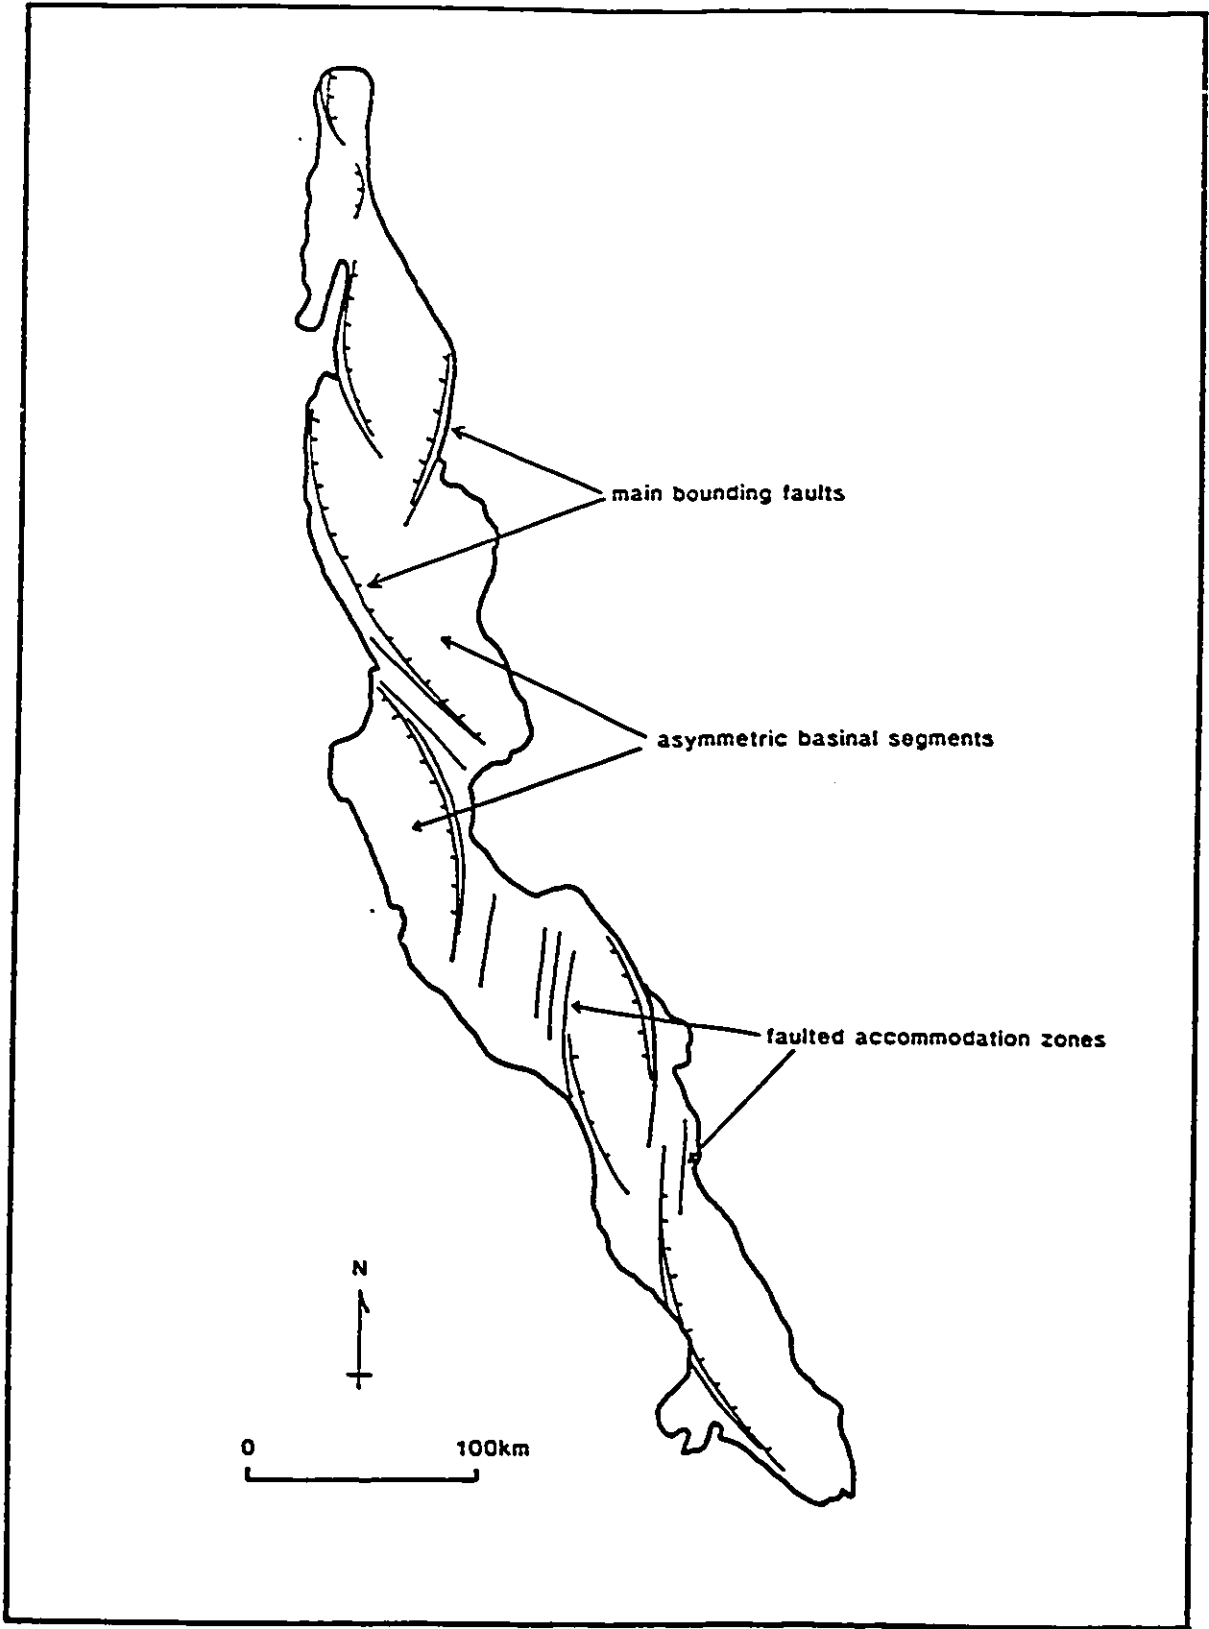 main bounding faults
asymmetric basinal segments
faulted accommodation zones
N
0 100km